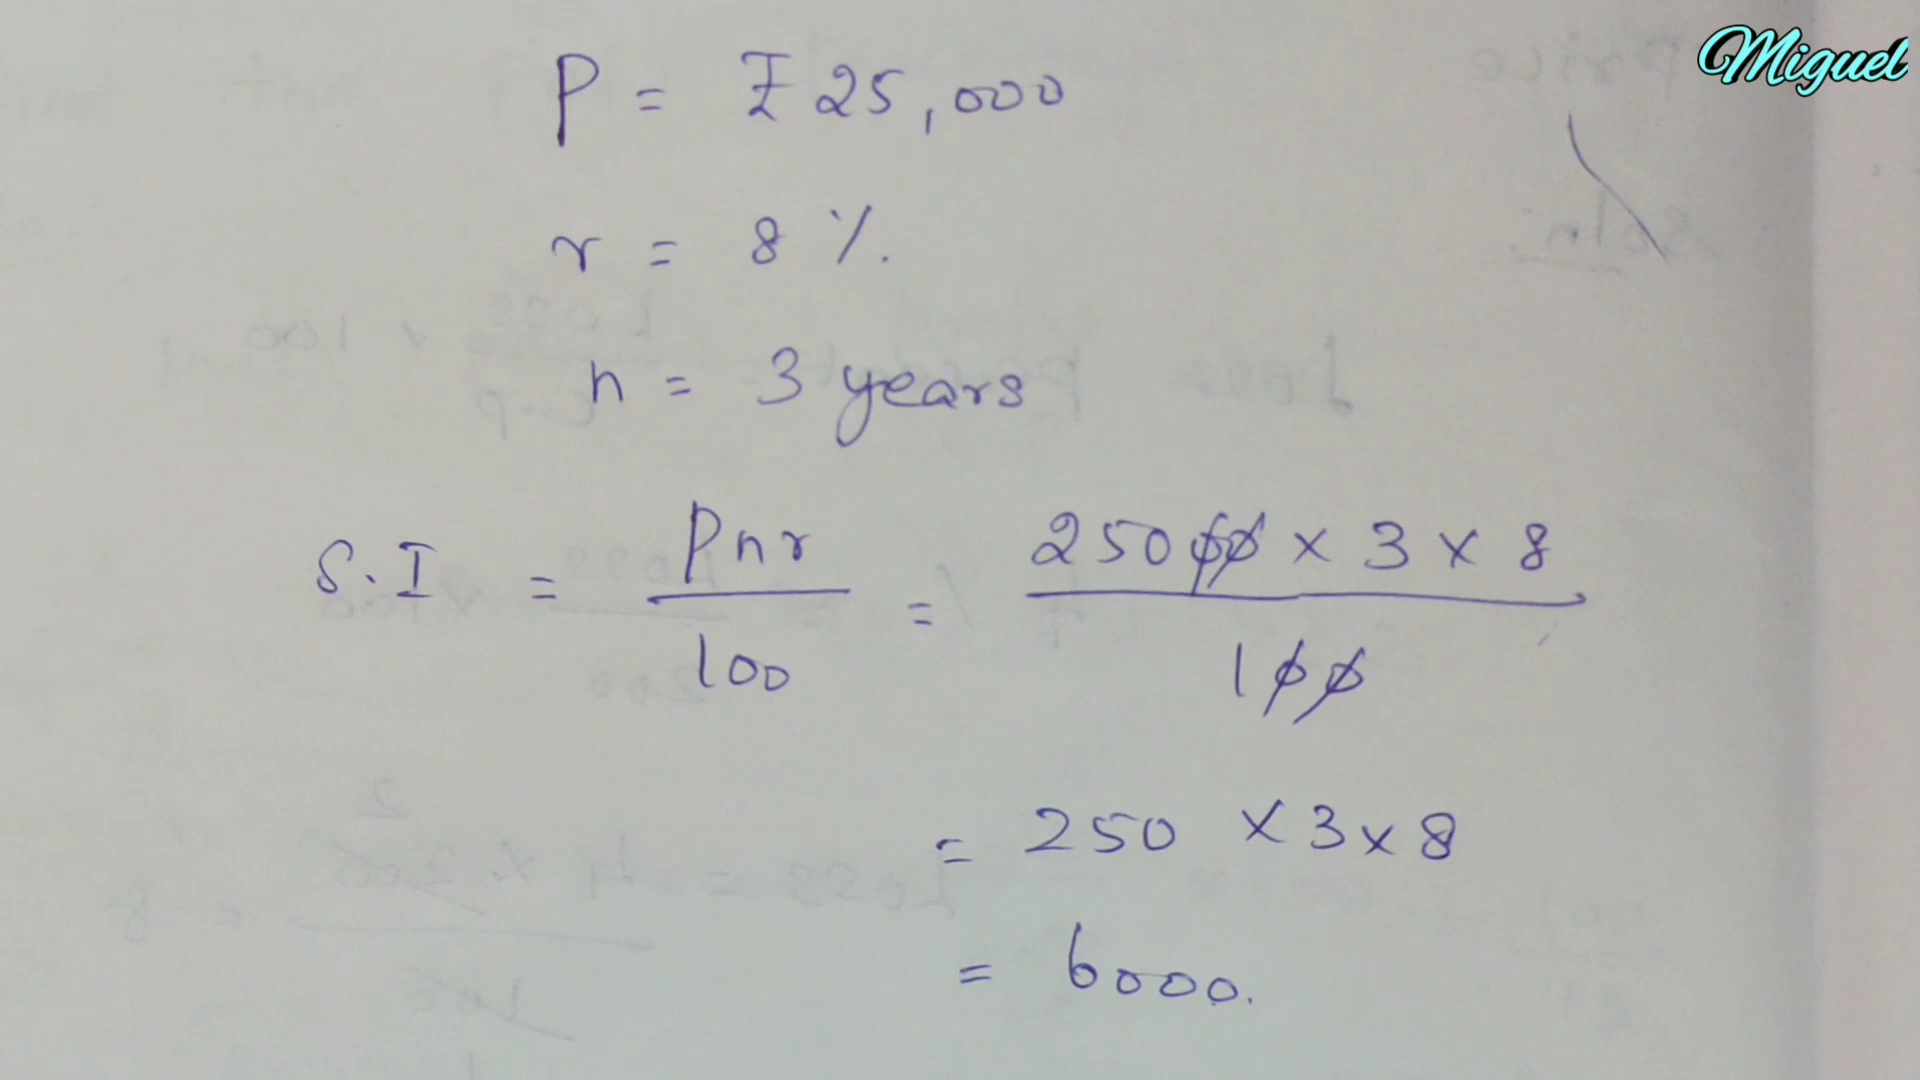 Miguel
P = ₹ 25,000
r = 8 %.
n = 3 years
S.I = Pnr/100 = 25000 × 3 × 8/100
= 250 × 3 × 8
= 6000.